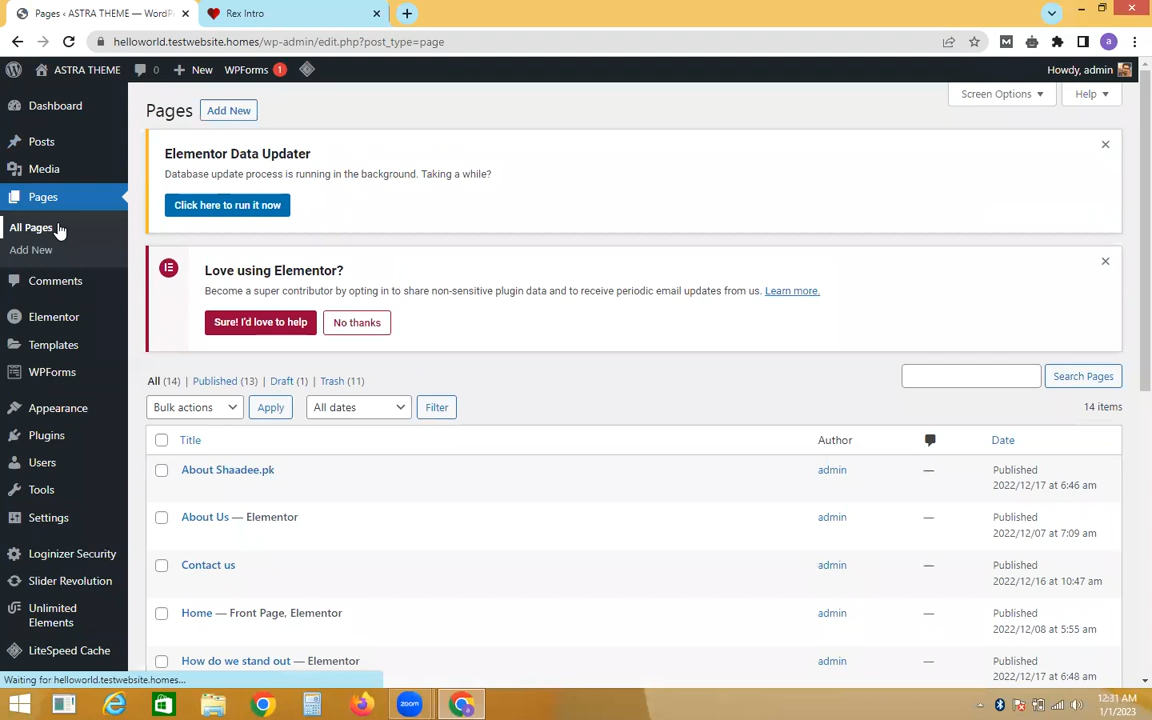 Pages ‹ ASTRA THEME — WordPr
Rex Intro
helloworld.testwebsite.homes/wp-admin/edit.php?post_type=page
M
a
ASTRA THEME
0
New
WPForms 1
Howdy, admin
Dashboard
Posts
Media
Pages
All Pages
Add New
Comments
Elementor
Templates
WPForms
Appearance
Plugins
Users
Tools
Settings
Loginizer Security
Slider Revolution
Unlimited
Elements
LiteSpeed Cache
Screen Options
Help
Pages
Add New
Elementor Data Updater
Database update process is running in the background. Taking a while?
Click here to run it now
Love using Elementor?
Become a super contributor by opting in to share non-sensitive plugin data and to receive periodic email updates from us. Learn more.
Sure! I'd love to help
No thanks
All (14) | Published (13) | Draft (1) | Trash (11)
Search Pages
Bulk actions
Apply
All dates
Filter
14 items
Title
Author
Date
About Shaadee.pk
admin
—
Published
2022/12/17 at 6:46 am
About Us — Elementor
admin
—
Published
2022/12/07 at 7:09 am
Contact us
admin
—
Published
2022/12/16 at 10:47 am
Home — Front Page, Elementor
admin
—
Published
2022/12/08 at 5:55 am
How do we stand out — Elementor
admin
—
Published
2022/12/17 at 6:48 am
Waiting for helloworld.testwebsite.homes...
zoom
a
12:31 AM
1/1/2023